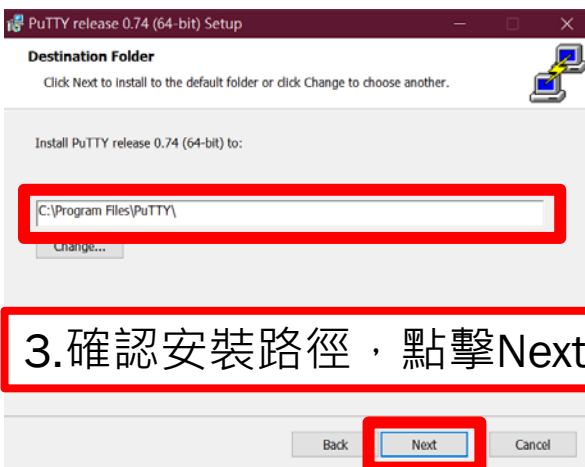 PuTTY release 0.74 (64-bit) Setup
Destination Folder
Click Next to install to the default folder or click Change to choose another.
Install PuTTY release 0.74 (64-bit) to:
C:\Program Files\PuTTY\
Change...
3.確認安裝路徑，點擊Next
Back Next Cancel